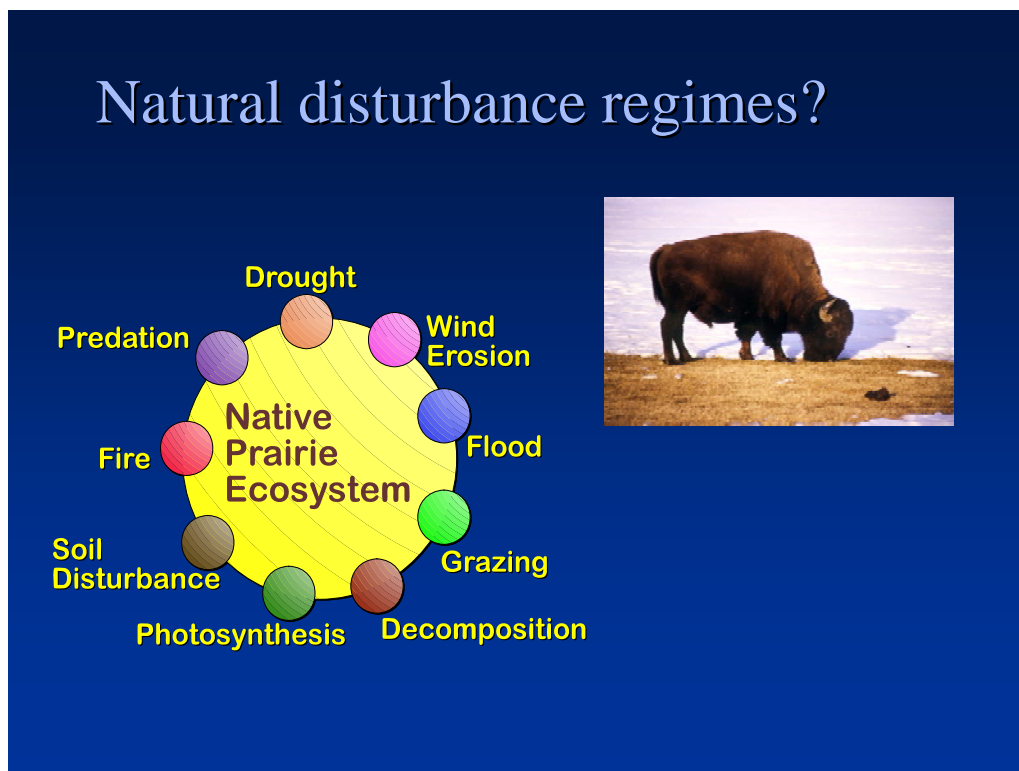 Natural disturbance regimes?
Drought
Wind
Erosion
Predation
Native
Prairie
Ecosystem
Flood
Fire
Soil
Disturbance
Grazing
Photosynthesis
Decomposition